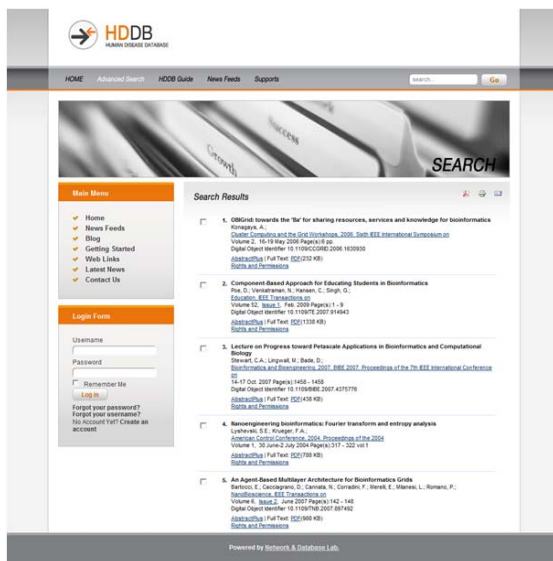 HDDB
HUMAN DISEASE DATABASE
HOME Advanced Search HDDB Guide News Feeds Supports
search... Go
Success
Growth
SEARCH
Main Menu
Home
News Feeds
Blog
Getting Started
Web Links
Latest News
Contact Us
Login Form
Username
Password
Remember Me
Log in
Forgot your password?
Forgot your username?
No Account Yet? Create an
account
Search Results
1. OBIGrid: towards the 'Ba' for sharing resources, services and knowledge for bioinformatics
Konagaya, A.;
Cluster Computing and the Grid Workshops, 2006. Sixth IEEE International Symposium on
Volume 2, 16-19 May 2006 Page(s):6 pp.
Digital Object Identifier 10.1109/CCGRID.2006.1630930
AbstractPlus | Full Text: PDF(232 KB)
Rights and Permissions
2. Component-Based Approach for Educating Students in Bioinformatics
Poe, D.; Venkatraman, N.; Hansen, C.; Singh, G.;
Education, IEEE Transactions on
Volume 52, Issue 1, Feb. 2009 Page(s):1 - 9
Digital Object Identifier 10.1109/TE.2007.914943
AbstractPlus | Full Text: PDF(1338 KB)
Rights and Permissions
3. Lecture on Progress toward Petascale Applications in Bioinformatics and Computational
Biology
Stewart, C.A.; Lingwall, M.; Bade, D.;
Bioinformatics and Bioengineering, 2007. BIBE 2007. Proceedings of the 7th IEEE International Conference
on
14-17 Oct. 2007 Page(s):1458 - 1458
Digital Object Identifier 10.1109/BIBE.2007.4375776
AbstractPlus | Full Text: PDF(438 KB)
Rights and Permissions
4. Nanoengineering bioinformatics: Fourier transform and entropy analysis
Lyshevski, S.E.; Krueger, F.A.;
American Control Conference, 2004. Proceedings of the 2004
Volume 1, 30 June-2 July 2004 Page(s):317 - 322 vol.1
AbstractPlus | Full Text: PDF(788 KB)
Rights and Permissions
5. An Agent-Based Multilayer Architecture for Bioinformatics Grids
Bartocci, E.; Cacciagrano, D.; Cannata, N.; Corradini, F.; Merelli, E.; Milanesi, L.; Romano, P.;
NanoBioscience, IEEE Transactions on
Volume 6, Issue 2, June 2007 Page(s):142 - 148
Digital Object Identifier 10.1109/TNB.2007.897492
AbstractPlus | Full Text: PDF(968 KB)
Rights and Permissions
Powered by Network & Database Lab.